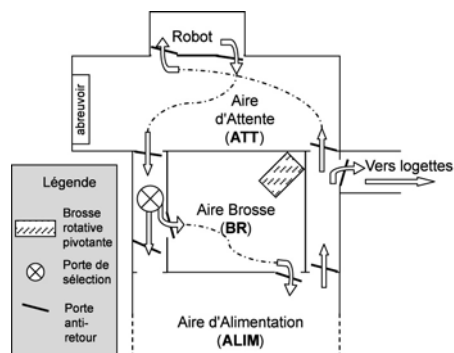 Robot
abreuvoir
Aire
d'Attente
(ATT)
Vers logettes
Légende
Brosse
rotative
pivotante
Porte de
sélection
Porte
anti-
retour
Aire Brosse
(BR)
Aire d'Alimentation
(ALIM)